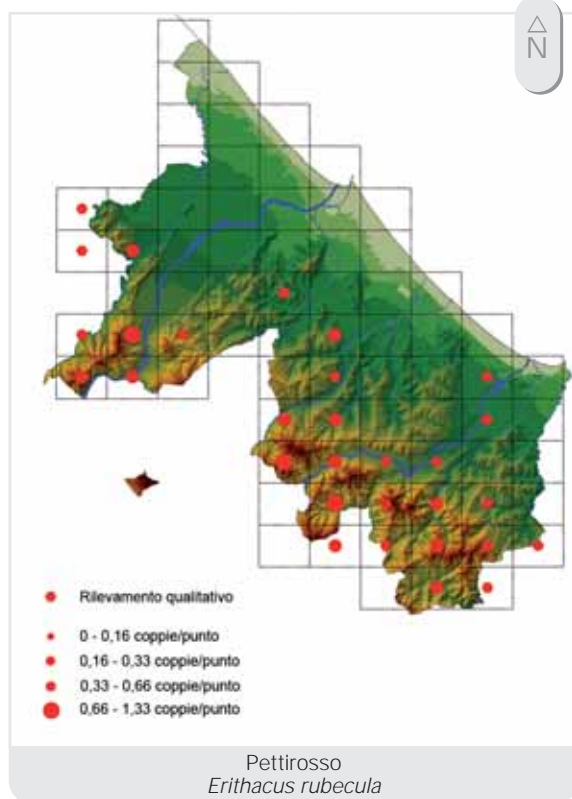 N
Rilevamento qualitativo
0 - 0,16 coppie/punto
0,16 - 0,33 coppie/punto
0,33 - 0,66 coppie/punto
0,66 - 1,33 coppie/punto
Pettirosso
Erithacus rubecula